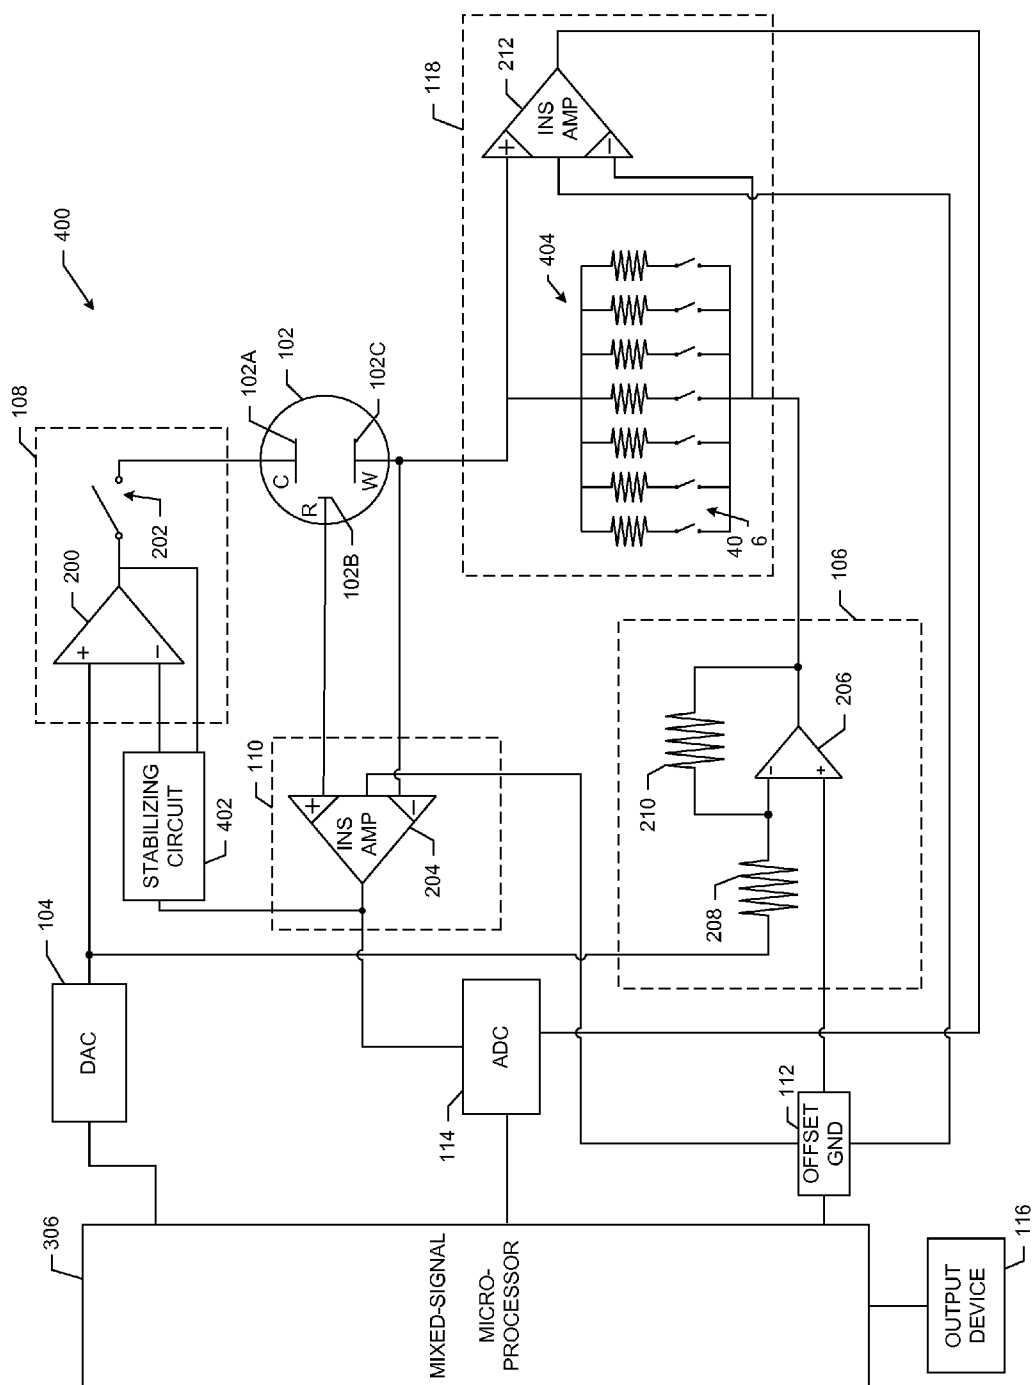 400
108
200
+
−
202
102A
102
102C
C
R
W
102B
118
212
INS
AMP
+
−
404
40
6
106
210
206
-
+
208
110
INS
AMP
+
−
204
STABILIZING
CIRCUIT
402
104
DAC
ADC
114
112
OFFSET
GND
306
MIXED-SIGNAL
MICRO-
PROCESSOR
OUTPUT
DEVICE
116